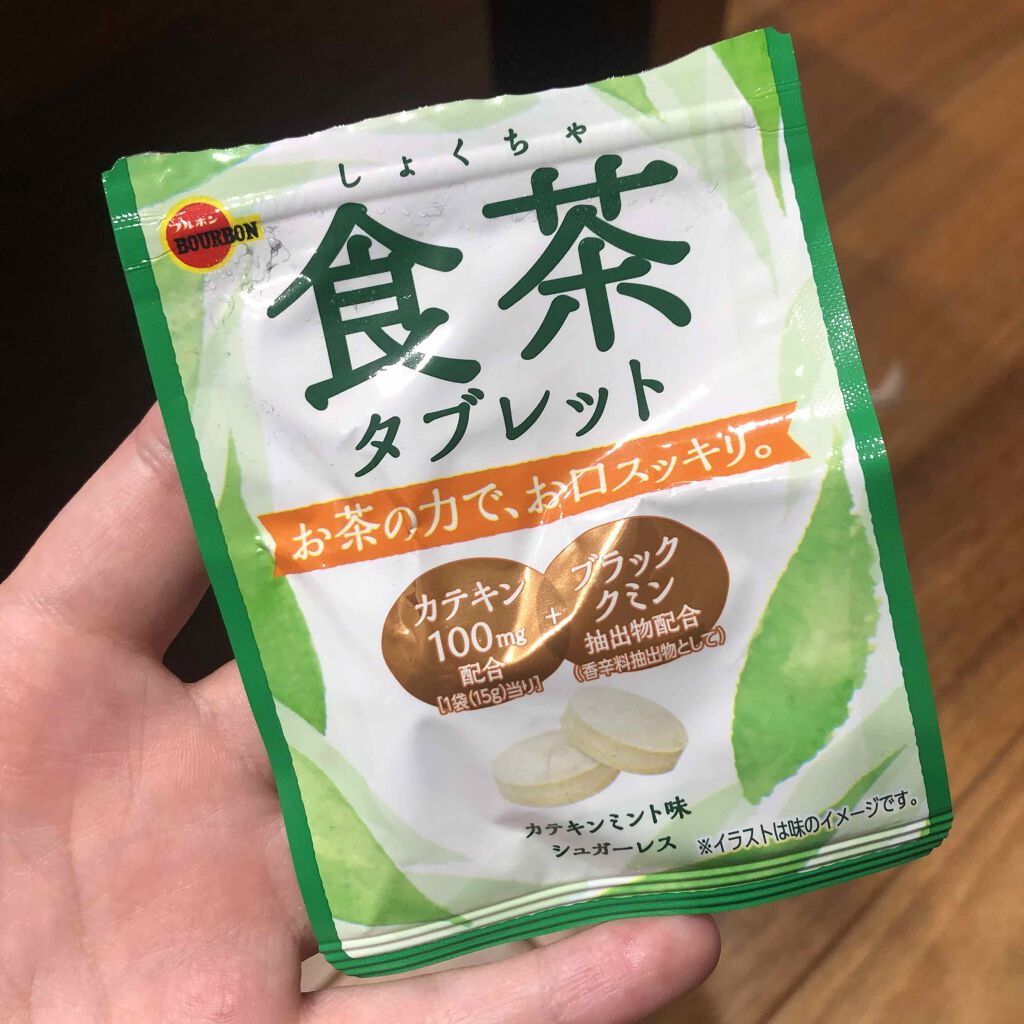 しょくちゃ
ブルボン
BOURBON
食茶
タブレット
お茶の力で、お口スッキリ。
カテキン
100mg
配合
[1袋(15g)当り]
+
ブラック
クミン
抽出物配合
(香辛料抽出物として)
カテキンミント味
シュガーレス
※イラストは味のイメージです。